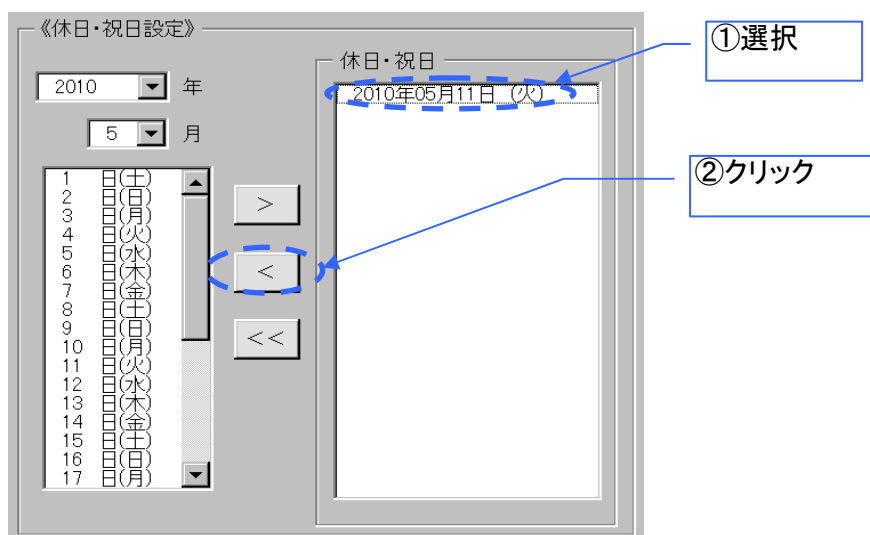 《休日・祝日設定》
①選択
休日・祝日
2010 年
2010年05月11日 (火)
5 月
②クリック
1 日(土)
2 日(日)
3 日(月)
4 日(火)
5 日(水)
6 日(木)
7 日(金)
8 日(土)
9 日(日)
10 日(月)
11 日(火)
12 日(水)
13 日(木)
14 日(金)
15 日(土)
16 日(日)
17 日(月)
>
<
<<